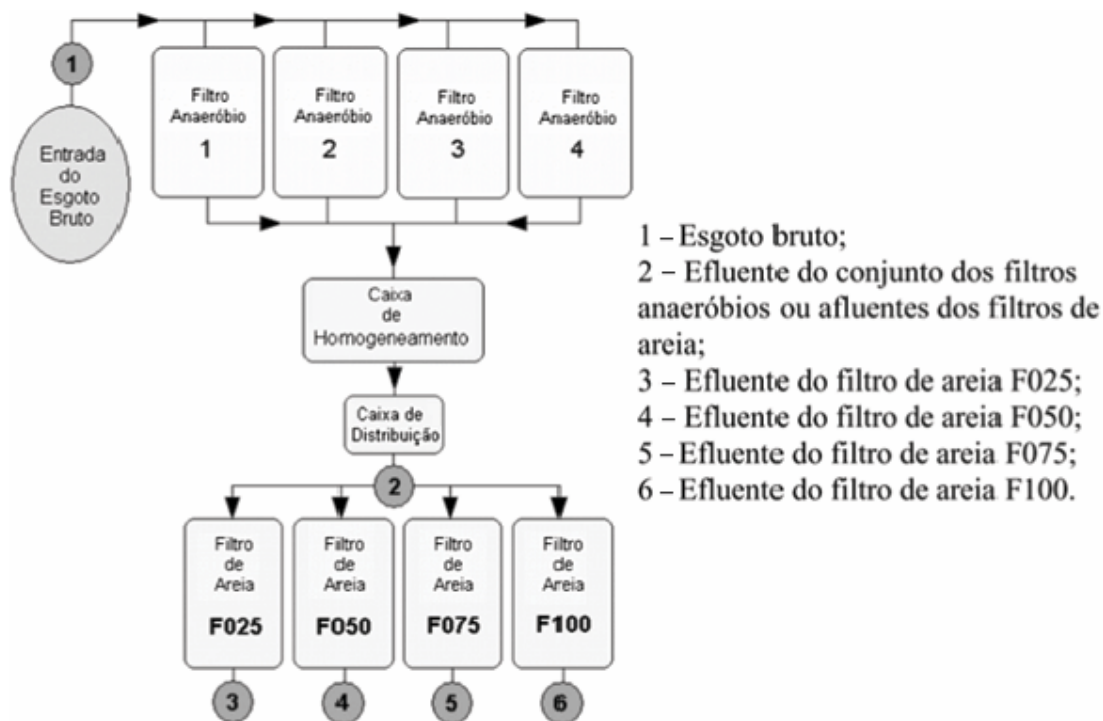 1
Entrada
do
Esgoto
Bruto
Filtro
Anaeróbio
1
Filtro
Anaeróbio
2
Filtro
Anaeróbio
3
Filtro
Anaeróbio
4
Caixa
de
Homogeneamento
Caixa de
Distribuição
2
Filtro
de
Areia
F025
Filtro
de
Areia
F050
Filtro
de
Areia
F075
Filtro
de
Areia
F100
3
4
5
6
1 – Esgoto bruto;
2 – Efluente do conjunto dos filtros
anaeróbios ou afluentes dos filtros de
areia;
3 – Efluente do filtro de areia F025;
4 – Efluente do filtro de areia F050;
5 – Efluente do filtro de areia F075;
6 – Efluente do filtro de areia F100.